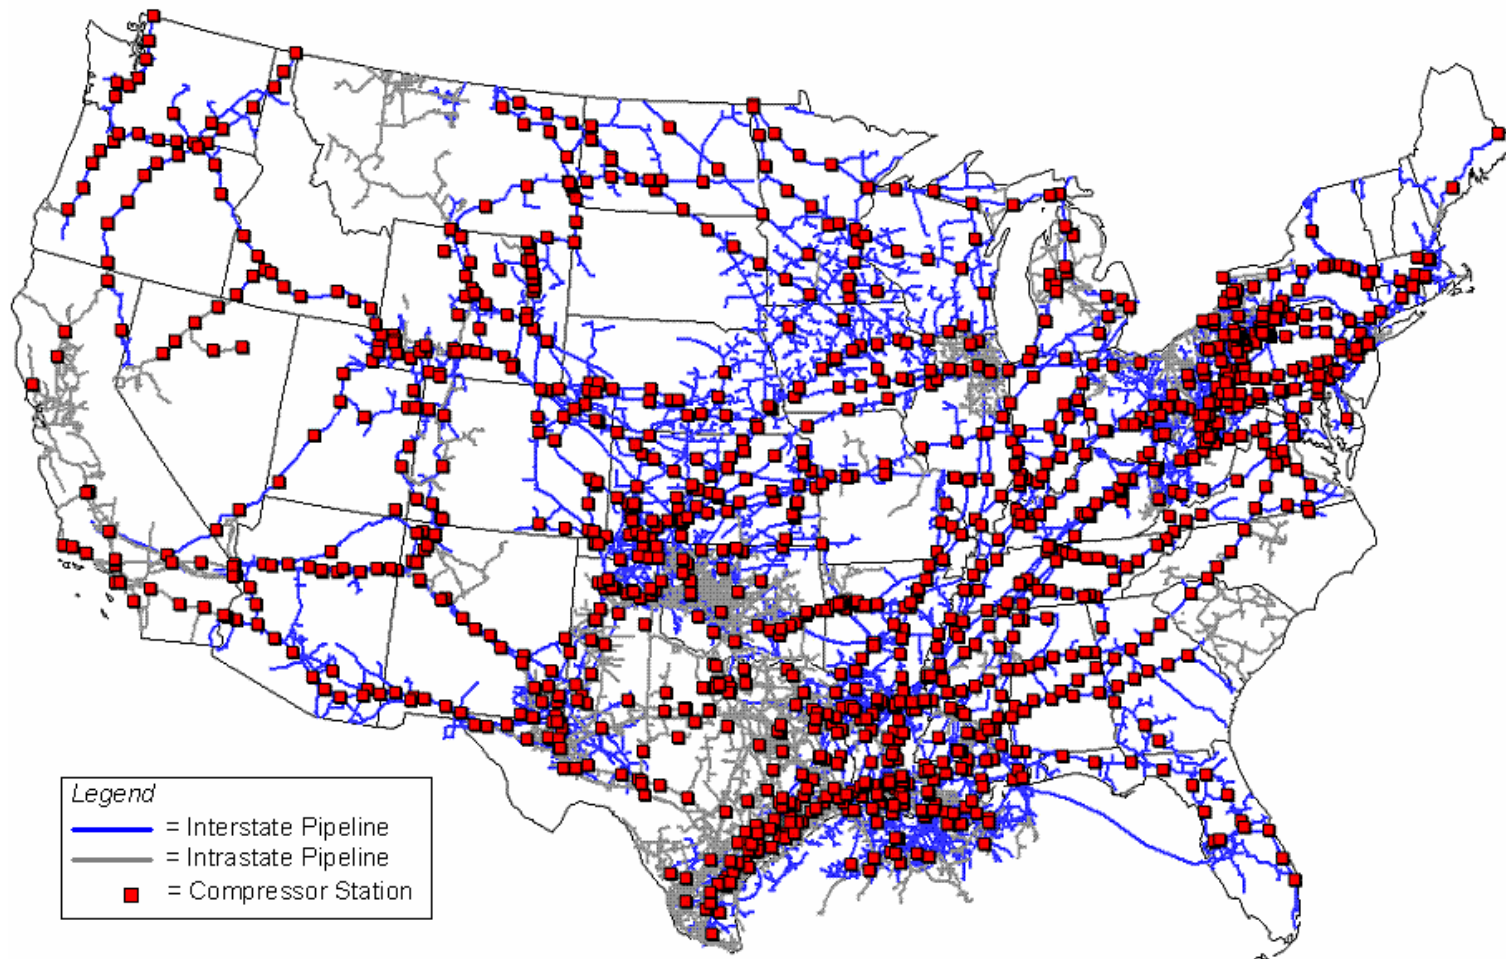 Legend
= Interstate Pipeline
= Intrastate Pipeline
= Compressor Station